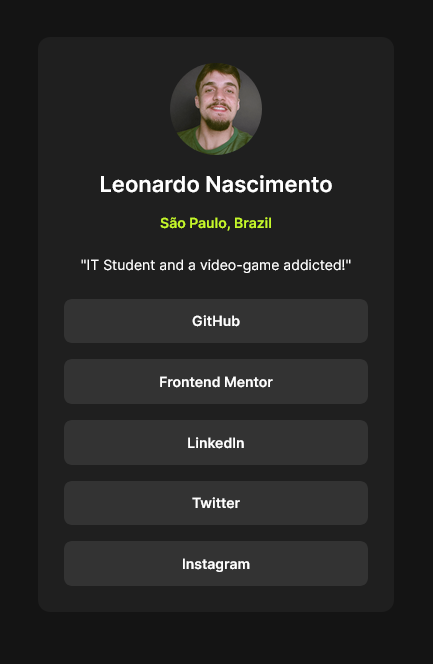 Leonardo Nascimento
São Paulo, Brazil
"IT Student and a video-game addicted!"
GitHub
Frontend Mentor
LinkedIn
Twitter
Instagram